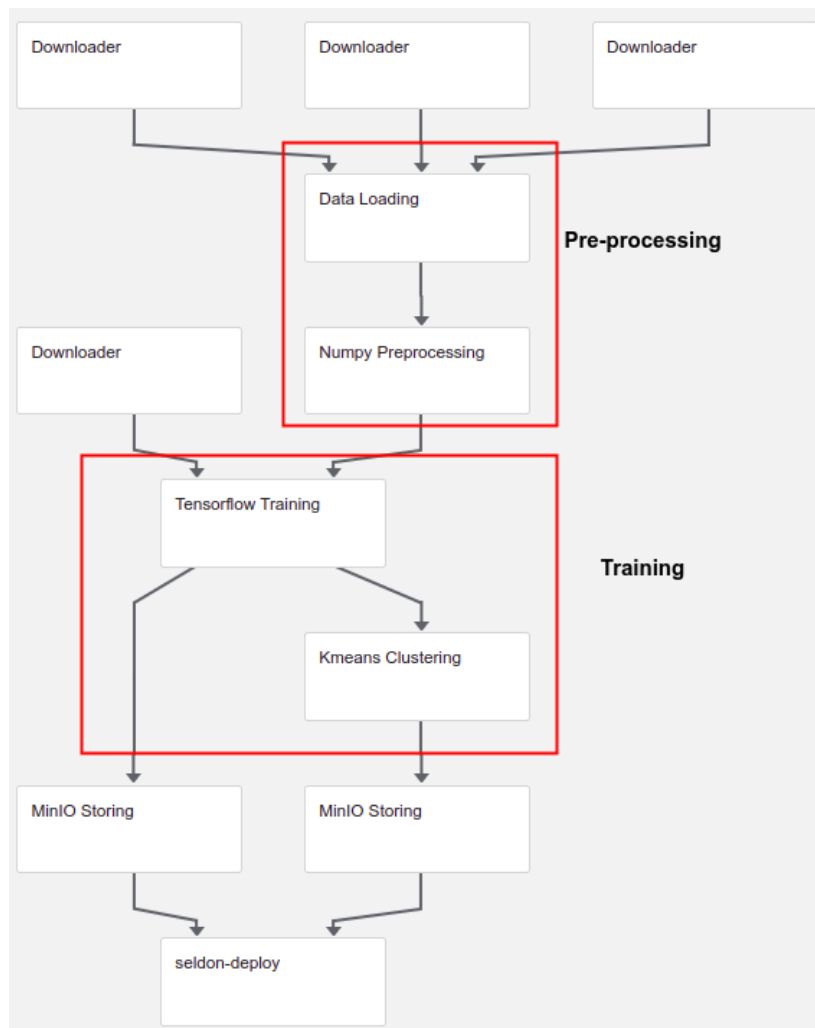 Downloader
Downloader
Downloader
Data Loading
Pre-processing
Downloader
Numpy Preprocessing
Tensorflow Training
Training
Kmeans Clustering
MinIO Storing
MinIO Storing
seldon-deploy